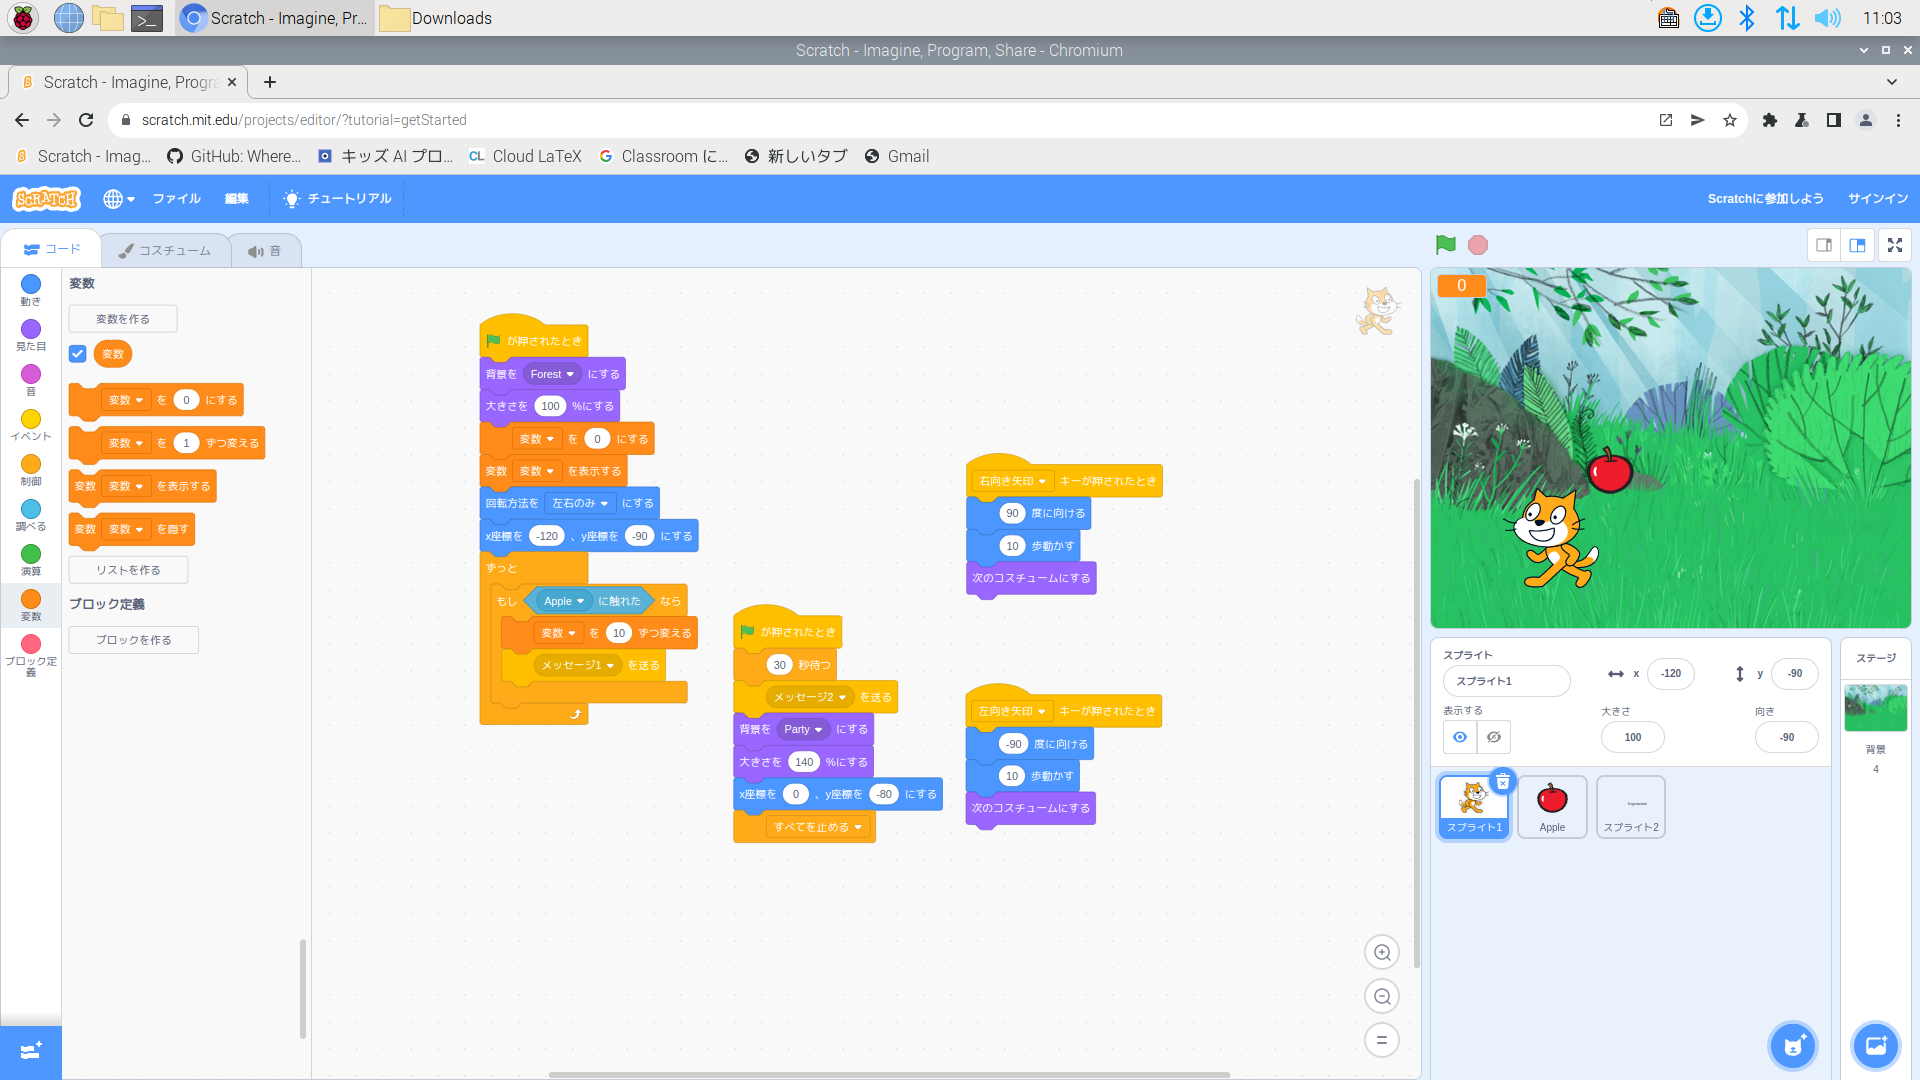 Scratch - Imagine, Pr...
Downloads
11:03
Scratch - Imagine, Program, Share - Chromium
Scratch - Imagine, Progra
scratch.mit.edu/projects/editor/?tutorial=getStarted
Scratch - Imag...
GitHub: Where...
キッズ AI プロ...
CL Cloud LaTeX
Classroom に...
新しいタブ
Gmail
SCRATCH
ファイル
編集
チュートリアル
Scratchに参加しよう
サインイン
コード
コスチューム
音
動き
見た目
音
イベント
制御
調べる
演算
変数
ブロック定義
変数
変数を作る
変数
変数 を 0 にする
変数 を 1 ずつ変える
変数 変数 を表示する
変数 変数 を隠す
リストを作る
ブロック定義
ブロックを作る
が押されたとき
背景を Forest にする
大きさを 100 %にする
変数 を 0 にする
変数 変数 を表示する
回転方法を 左右のみ にする
x座標を -120 、y座標を -90 にする
ずっと
もし Apple に触れた なら
変数 を 10 ずつ変える
メッセージ1 を送る
が押されたとき
30 秒待つ
メッセージ2 を送る
背景を Party にする
大きさを 140 %にする
x座標を 0 、y座標を -80 にする
すべてを止める
右向き矢印 キーが押されたとき
90 度に向ける
10 歩動かす
次のコスチュームにする
左向き矢印 キーが押されたとき
-90 度に向ける
10 歩動かす
次のコスチュームにする
0
スプライト
スプライト1
x -120
y -90
表示する
大きさ
100
向き
-90
スプライト1
Apple
スプライト2
ステージ
背景
4